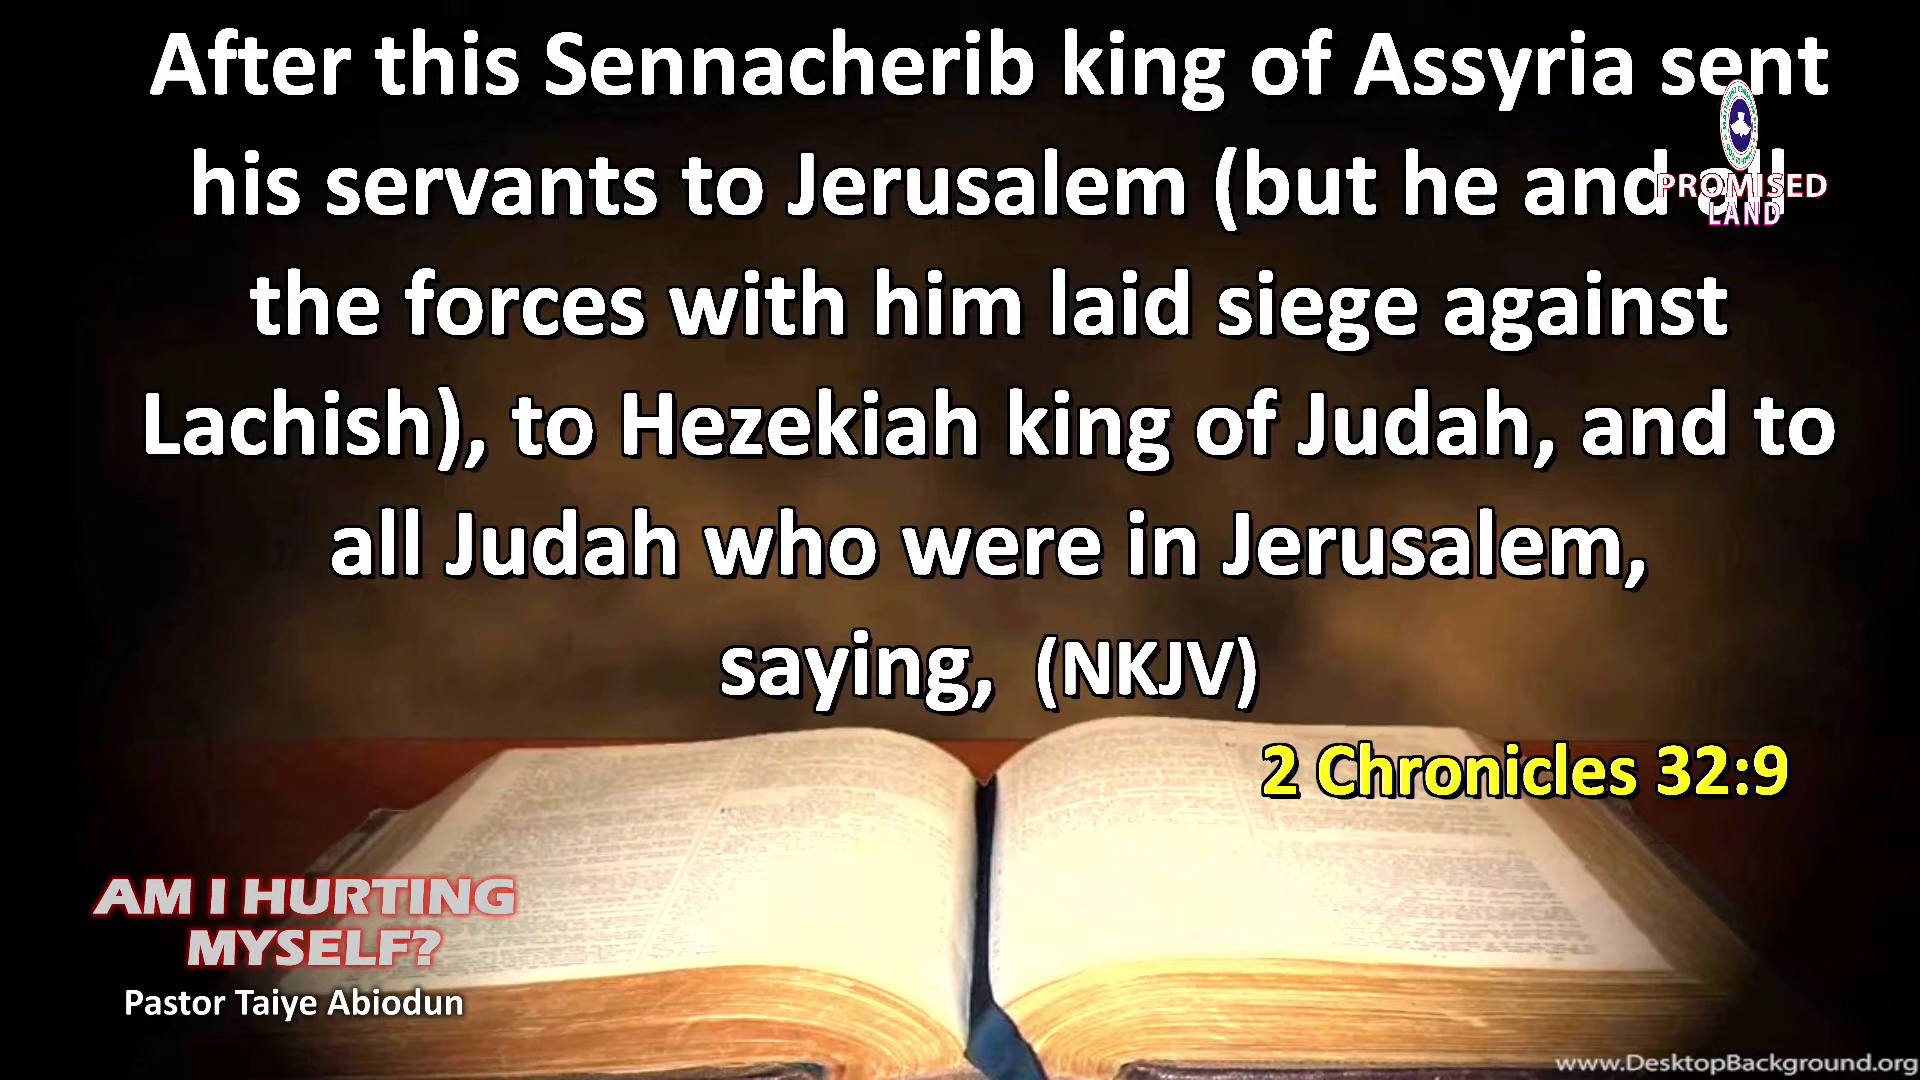 After this Sennacherib king of Assyria sent
his servants to Jerusalem (but he and all
the forces with him laid siege against
Lachish), to Hezekiah king of Judah, and to
all Judah who were in Jerusalem,
saying, (NKJV)
2 Chronicles 32:9
PROMISED
LAND
AM I HURTING
MYSELF?
Pastor Taiye Abiodun
www.DesktopBackground.org